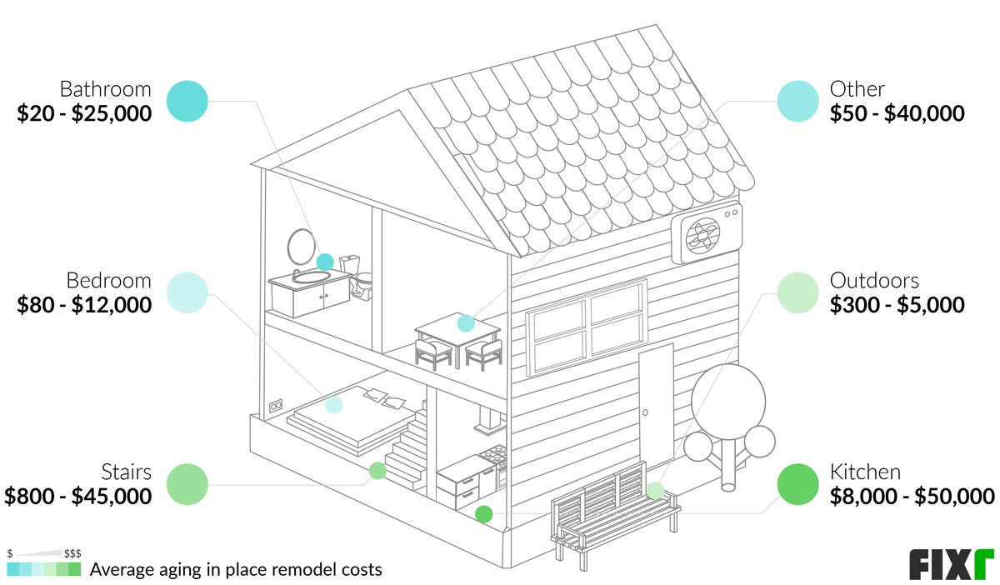 Bathroom
$20 - $25,000
Other
$50 - $40,000
Bedroom
$80 - $12,000
Outdoors
$300 - $5,000
Stairs
$800 - $45,000
Kitchen
$8,000 - $50,000
$ $$$
Average aging in place remodel costs
FIXr